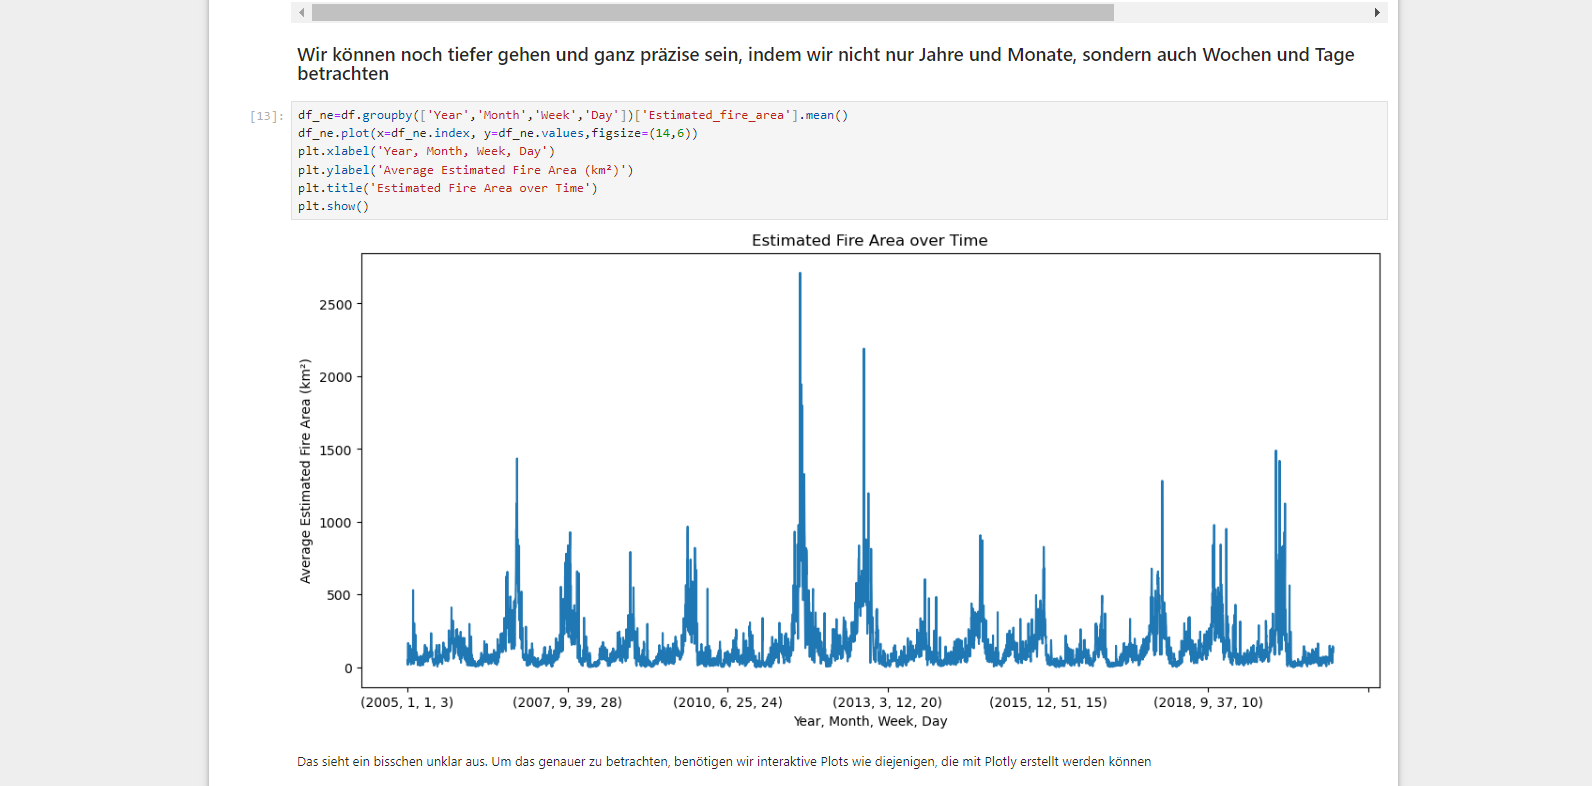 Wir können noch tiefer gehen und ganz präzise sein, indem wir nicht nur Jahre und Monate, sondern auch Wochen und Tage
betrachten
[13]:
df_ne=df.groupby(['Year','Month','Week','Day'])['Estimated_fire_area'].mean()
df_ne.plot(x=df_ne.index, y=df_ne.values,figsize=(14,6))
plt.xlabel('Year, Month, Week, Day')
plt.ylabel('Average Estimated Fire Area (km²)')
plt.title('Estimated Fire Area over Time')
plt.show()
Estimated Fire Area over Time
Average Estimated Fire Area (km²)
2500
2000
1500
1000
500
0
(2005, 1, 1, 3) (2007, 9, 39, 28) (2010, 6, 25, 24) (2013, 3, 12, 20) (2015, 12, 51, 15) (2018, 9, 37, 10)
Year, Month, Week, Day
Das sieht ein bisschen unklar aus. Um das genauer zu betrachten, benötigen wir interaktive Plots wie diejenigen, die mit Plotly erstellt werden können